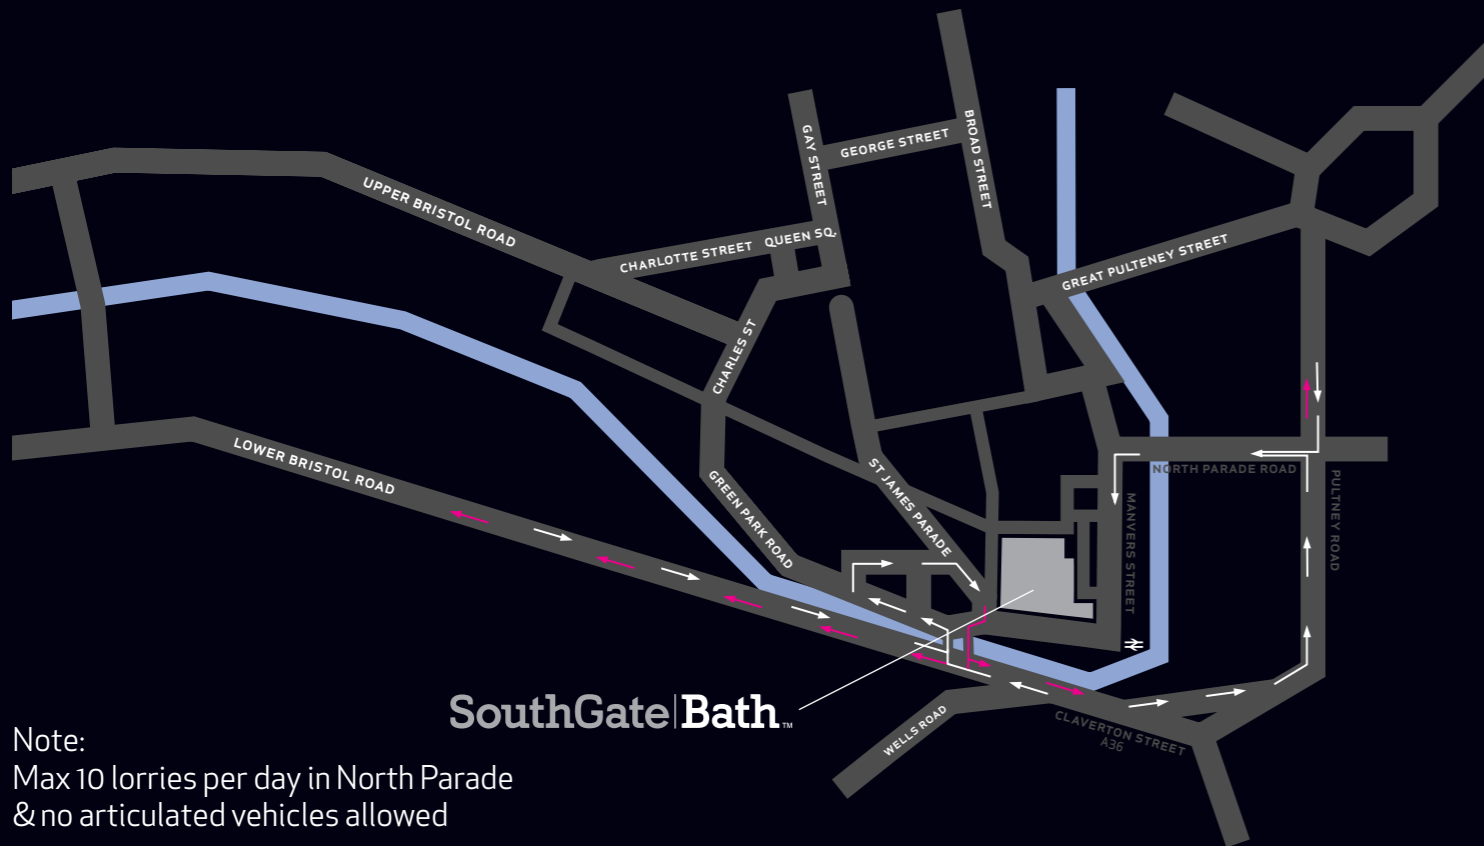 GAY STREET
GEORGE STREET
BROAD STREET
UPPER BRISTOL ROAD
CHARLOTTE STREET
QUEEN SQ.
GREAT PULTENEY STREET
CHARLES ST
LOWER BRISTOL ROAD
GREEN PARK ROAD
ST JAMES PARADE
NORTH PARADE ROAD
MANVERS STREET
PULTNEY ROAD
SouthGate|Bath™
WELLS ROAD
CLAVERTON STREET
A36
Note:
Max 10 lorries per day in North Parade
& no articulated vehicles allowed